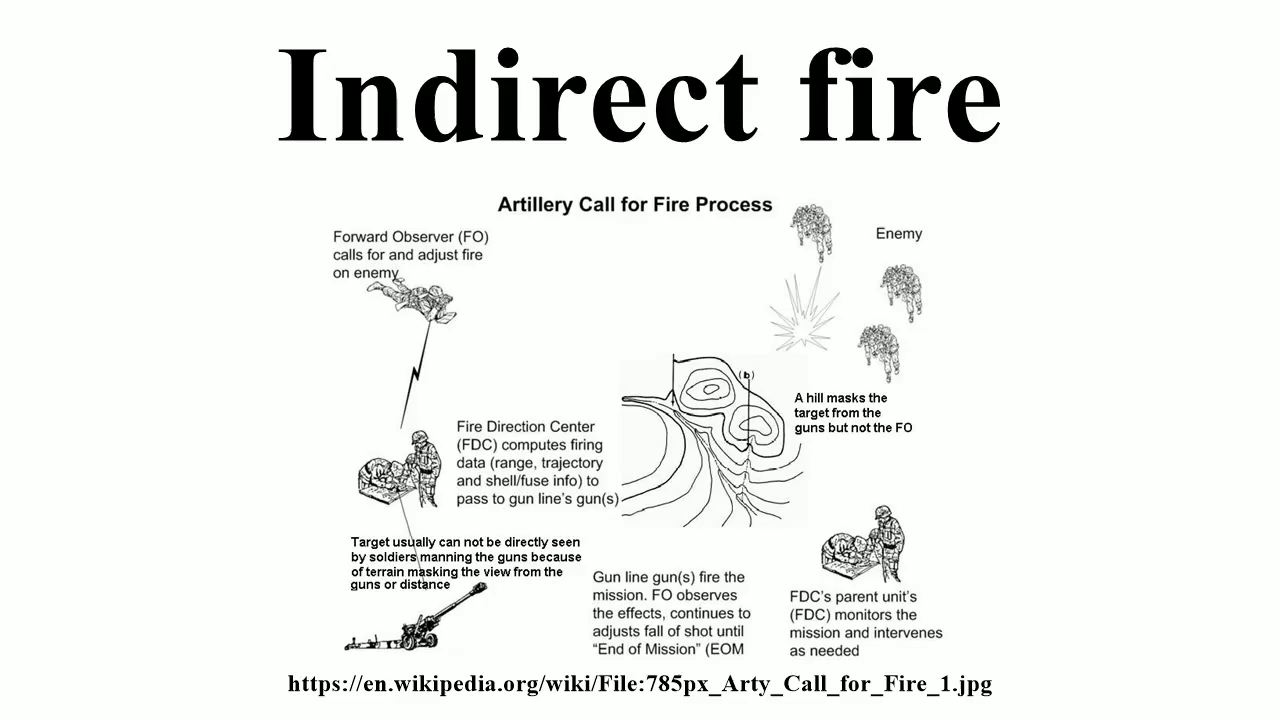 Indirect fire
Artillery Call for Fire Process
Forward Observer (FO)
calls for and adjust fire
on enemy
Enemy
(b)
A hill masks the
target from the
guns but not the FO
Fire Direction Center
(FDC) computes firing
data (range, trajectory
and shell/fuse info) to
pass to gun line's gun(s)
Target usually can not be directly seen
by soldiers manning the guns because
of terrain masking the view from the
guns or distance
Gun line gun(s) fire the
mission. FO observes
the effects, continues to
adjusts fall of shot until
“End of Mission” (EOM
FDC's parent unit's
(FDC) monitors the
mission and intervenes
as needed
https://en.wikipedia.org/wiki/File:785px_Arty_Call_for_Fire_1.jpg